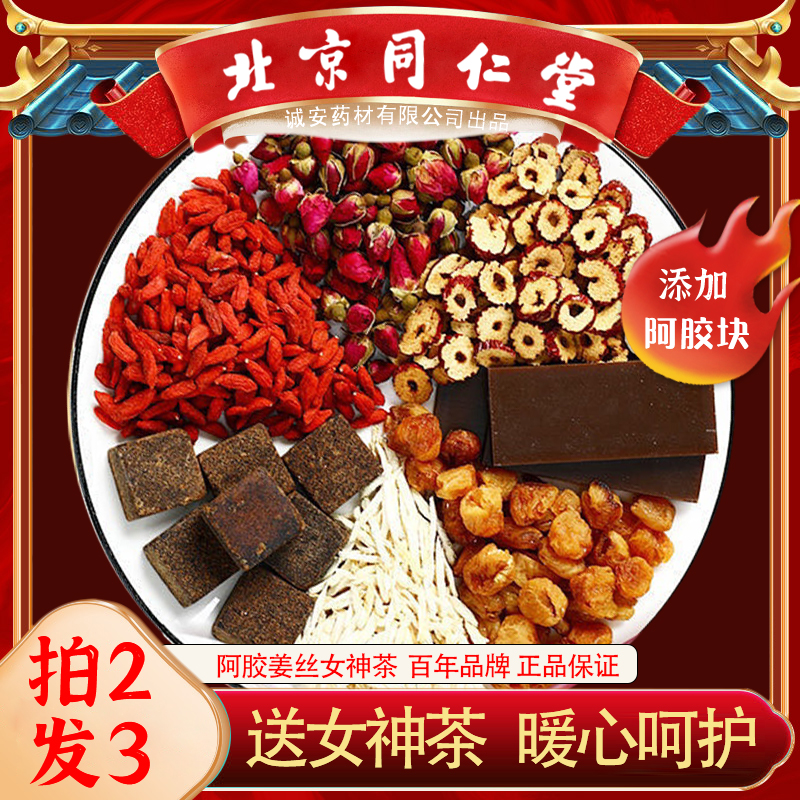 北京同仁堂
诚安药材有限公司出品
添加
阿胶块
阿胶姜丝女神茶 百年品牌 正品保证
拍2
发3
送女神茶 暖心呵护